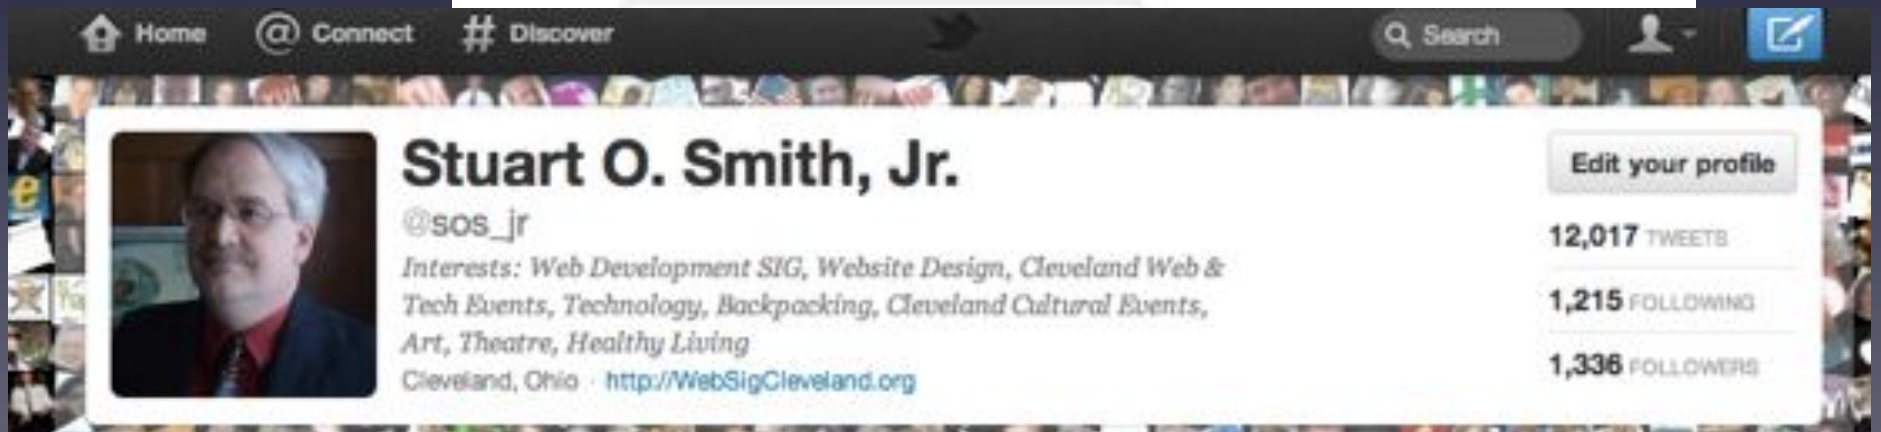 Home @ Connect # Discover Search
Stuart O. Smith, Jr.
Edit your profile
@sos_jr
12,017 TWEETS
Interests: Web Development SIG, Website Design, Cleveland Web &
Tech Events, Technology, Backpacking, Cleveland Cultural Events,
Art, Theatre, Healthy Living
1,215 FOLLOWING
Cleveland, Ohio · http://WebSigCleveland.org
1,336 FOLLOWERS
e